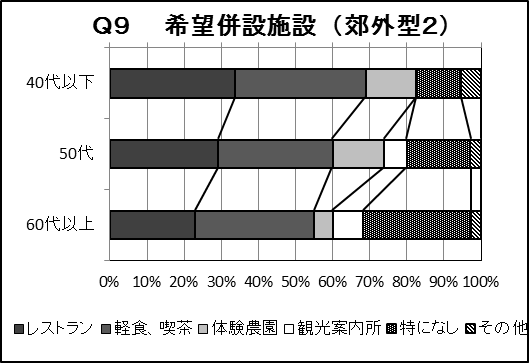 Q9 希望併設施設（郊外型2）
40代以下
50代
60代以上
0% 10% 20% 30% 40% 50% 60% 70% 80% 90% 100%
レストラン 軽食、喫茶 体験農園 観光案内所 特になし その他